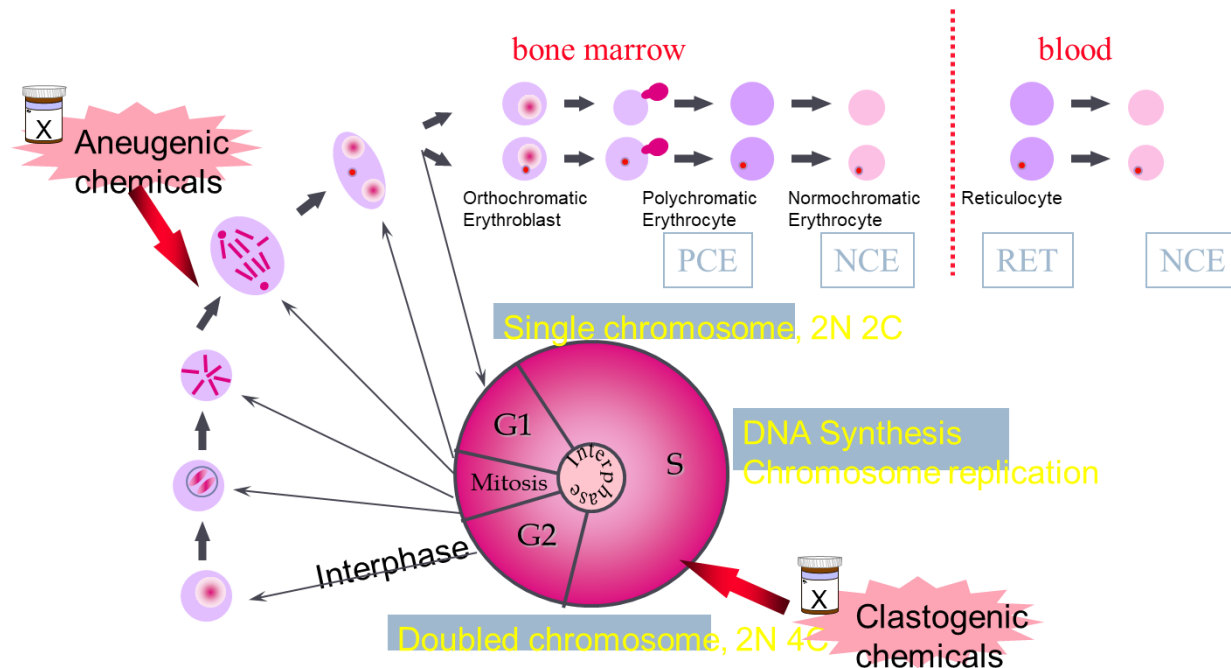 bone marrow
blood
X
Aneugenic
chemicals
Orthochromatic
Erythroblast
Polychromatic
Erythrocyte
Normochromatic
Erythrocyte
Reticulocyte
PCE
NCE
RET
NCE
Single chromosome, 2N 2C
G1
S
Interphase
Mitosis
G2
DNA Synthesis
Chromosome replication
Interphase
Doubled chromosome, 2N 4C
X
Clastogenic
chemicals